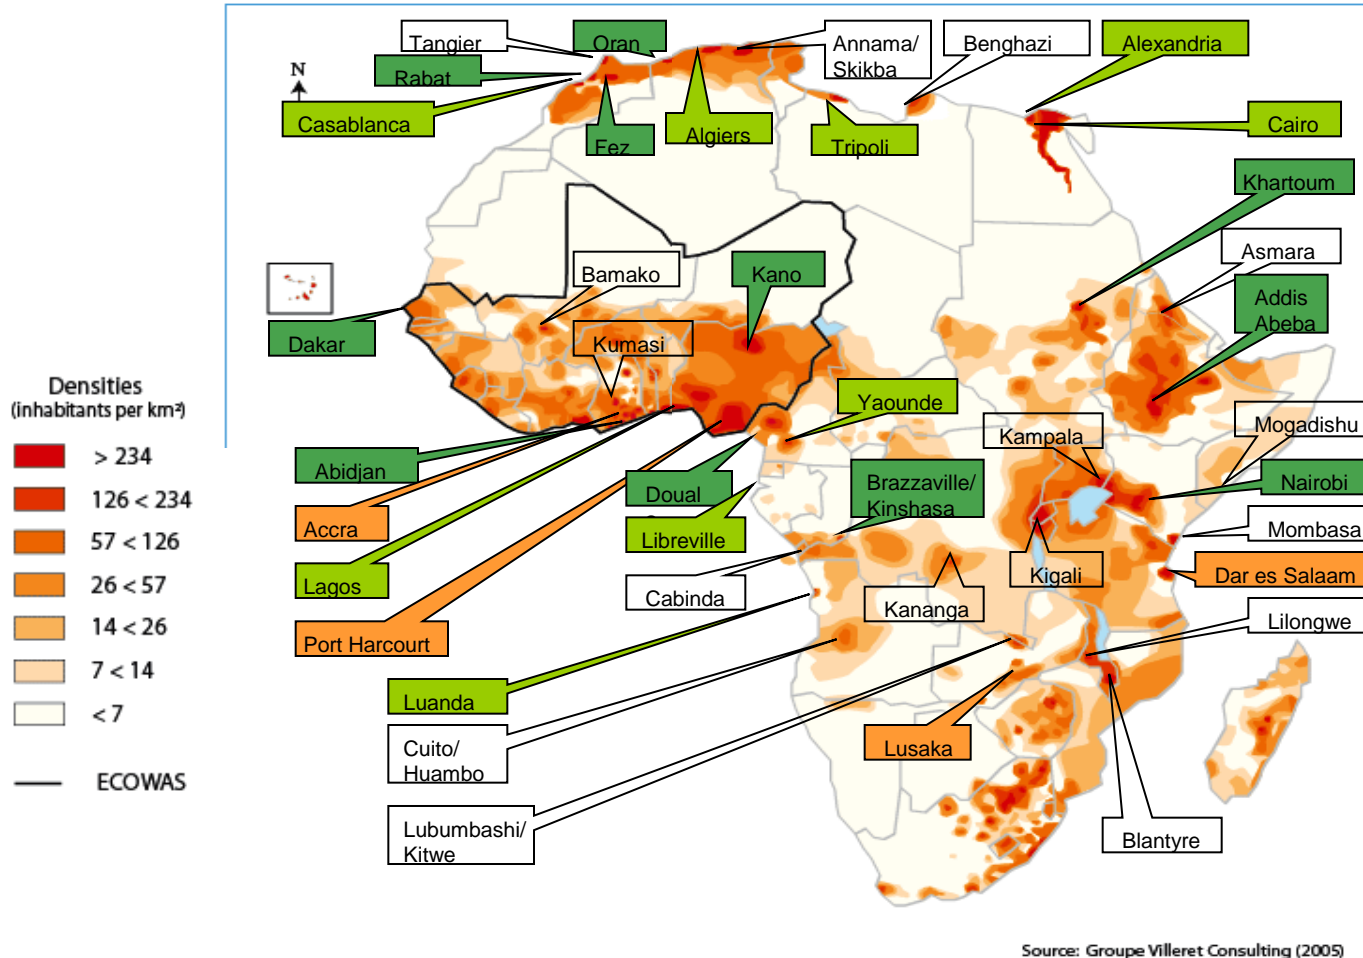 Tangier
Oran
Annama/
Skikba
Benghazi
Alexandria
Rabat
N
Casablanca
Fez
Algiers
Tripoli
Cairo
Khartoum
Asmara
Bamako
Kano
Addis
Abeba
Dakar
Kumasi
Densities
(inhabitants per km²)
> 234
126 < 234
57 < 126
26 < 57
14 < 26
7 < 14
< 7
ECOWAS
Yaounde
Kampala
Mogadishu
Abidjan
Doual
Brazzaville/
Kinshasa
Nairobi
Accra
Libreville
Mombasa
Lagos
Cabinda
Kananga
Kigali
Dar es Salaam
Port Harcourt
Lilongwe
Luanda
Cuito/
Huambo
Lusaka
Lubumbashi/
Kitwe
Blantyre
Source: Groupe Villeret Consulting (2005)